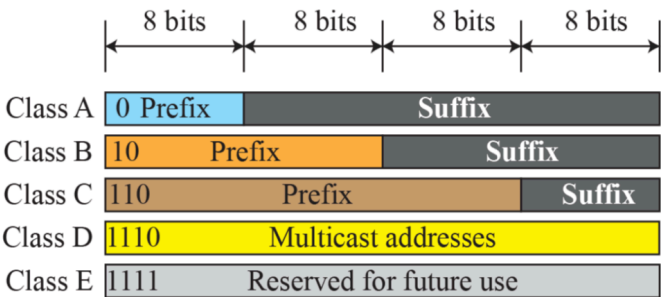 8 bits 8 bits 8 bits 8 bits
Class A 0 Prefix Suffix
Class B 10 Prefix Suffix
Class C 110 Prefix Suffix
Class D 1110 Multicast addresses
Class E 1111 Reserved for future use